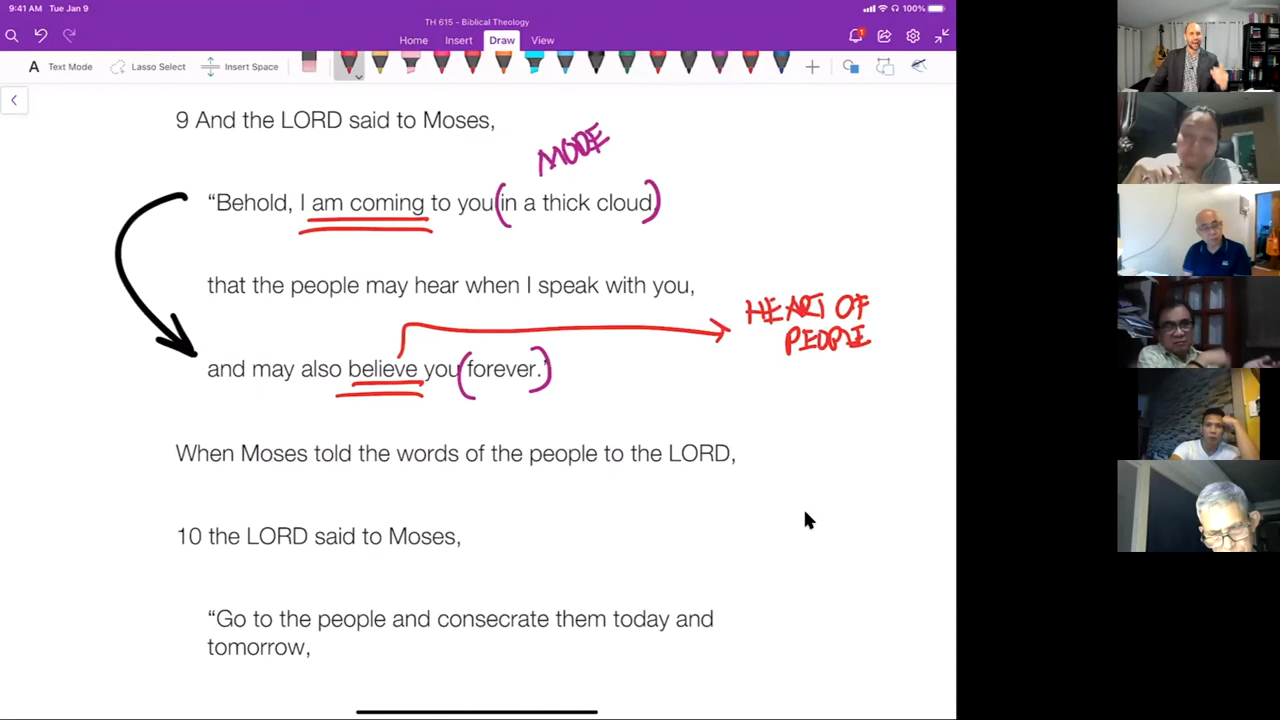 9:41 AM Tue Jan 9
100%
TH 615 - Biblical Theology
Home Insert Draw View
1
A Text Mode Lasso Select Insert Space
9 And the LORD said to Moses,
MODE
“Behold, I am coming to you (in a thick cloud,)
that the people may hear when I speak with you,
HEART OF
PEOPLE
and may also believe you (forever.”)
When Moses told the words of the people to the LORD,
10 the LORD said to Moses,
“Go to the people and consecrate them today and
tomorrow,